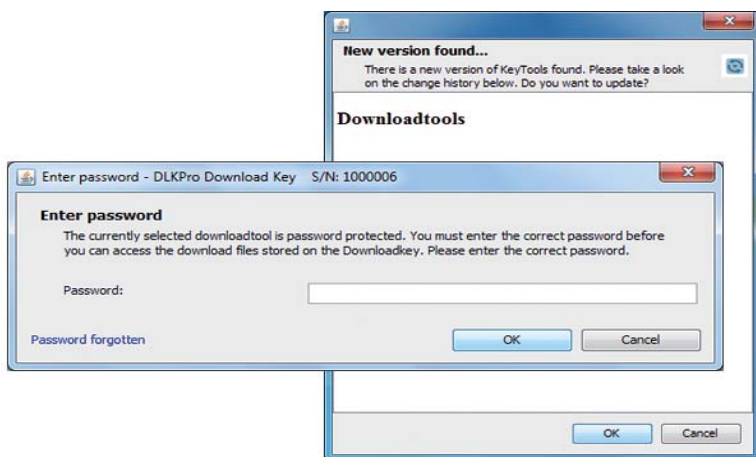 New version found...
There is a new version of KeyTools found. Please take a look
on the change history below. Do you want to update?
Downloadtools
Enter password - DLKPro Download Key S/N: 1000006
Enter password
The currently selected downloadtool is password protected. You must enter the correct password before
you can access the download files stored on the Downloadkey. Please enter the correct password.
Password:
Password forgotten
OK
Cancel
OK
Cancel